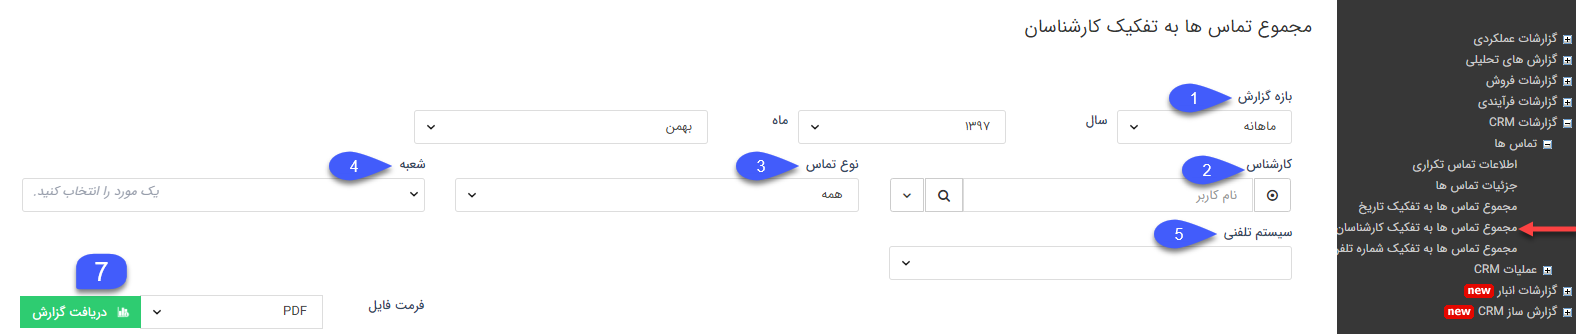 مجموع تماس ها به تفکیک کارشناسان
بازه گزارش 1
ماهانه سال ۱۳۹۷ ماه بهمن
کارشناس 2 نوع تماس 3 شعبه 4
نام کاربر همه یک مورد را انتخاب کنید.
سیستم تلفنی 5
7
فرمت فایل PDF دریافت گزارش
گزارشات عملکردی
گزارش های تحلیلی
گزارشات فروش
گزارشات فرآیندی
گزارشات CRM
تماس ها
اطلاعات تماس تکراری
جزئیات تماس ها
مجموع تماس ها به تفکیک تاریخ
مجموع تماس ها به تفکیک کارشناسان
مجموع تماس ها به تفکیک شماره تلفن
عملیات CRM
گزارشات انبار new
گزارش ساز CRM new